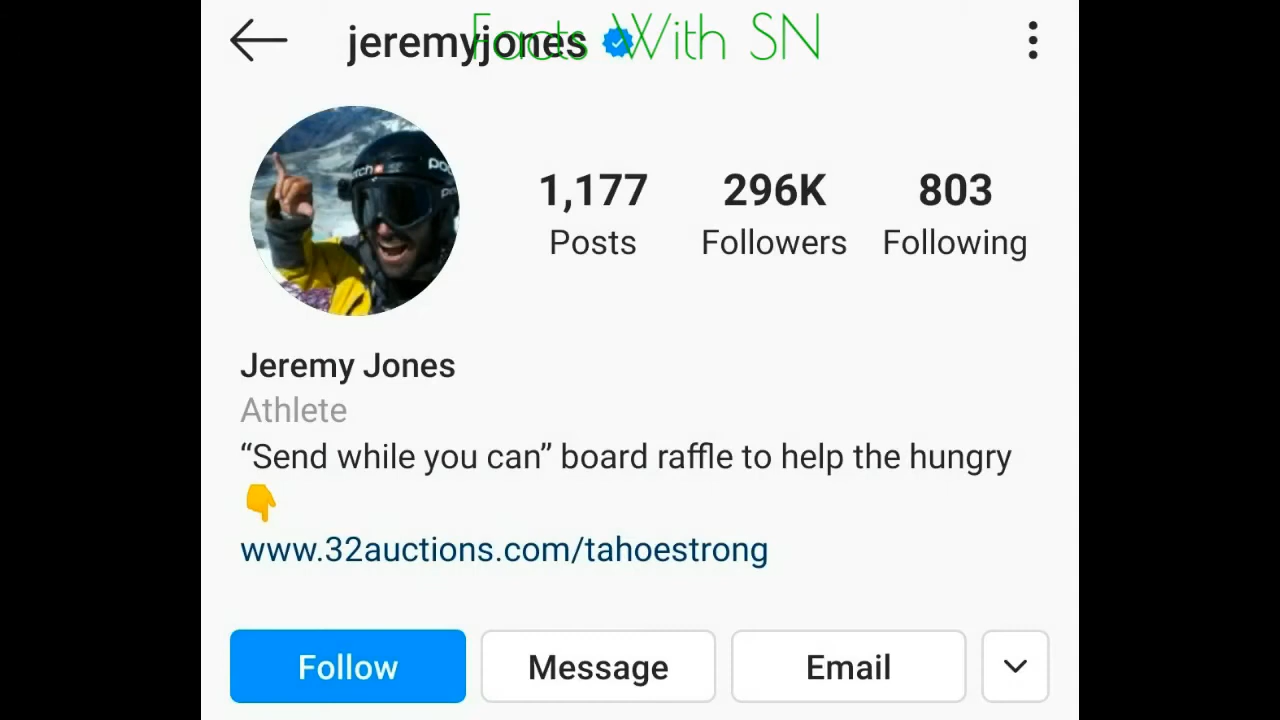 jeremyjones
Facts With SN
1,177 296K 803
Posts Followers Following
Jeremy Jones
Athlete
“Send while you can” board raffle to help the hungry
👇
www.32auctions.com/tahoestrong
Follow Message Email